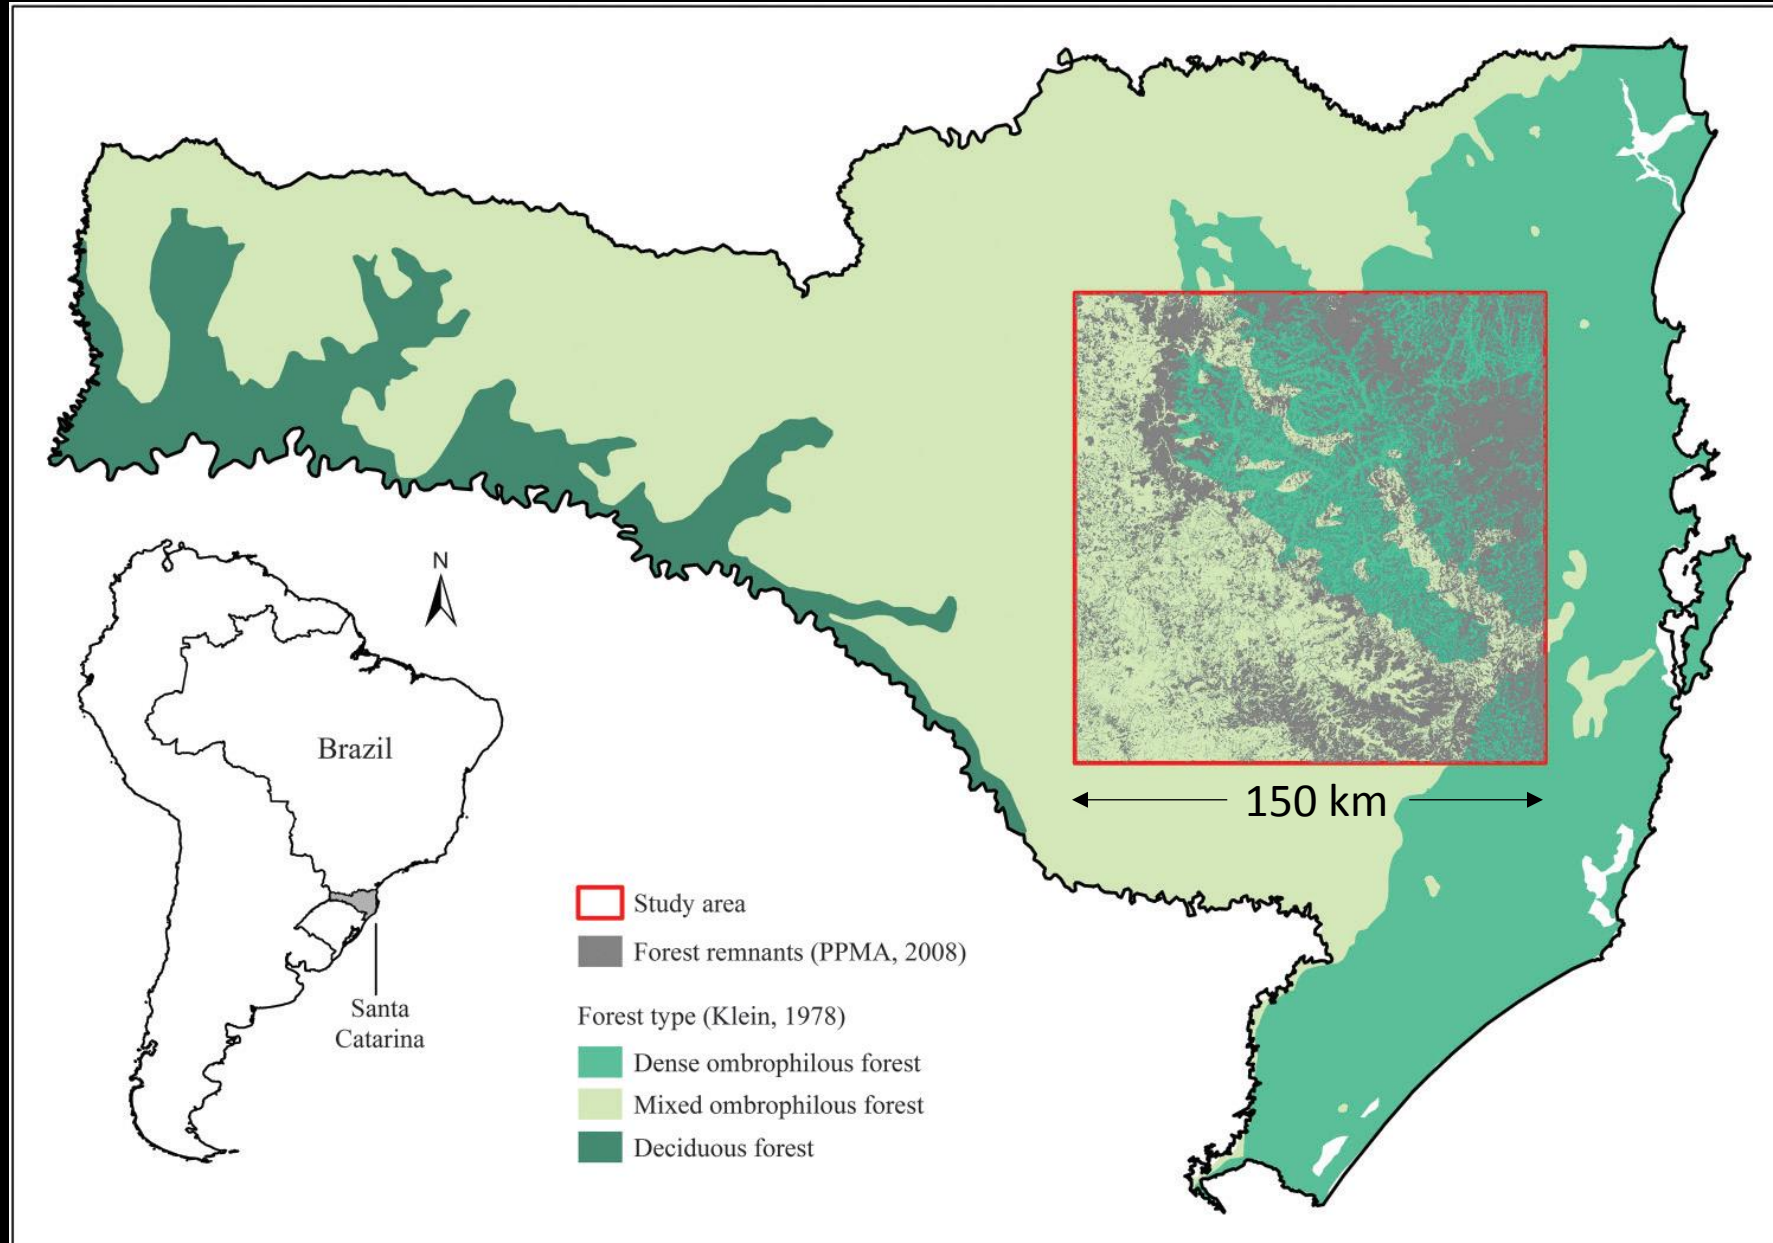 N
Brazil
Santa
Catarina
150 km
Study area
Forest remnants (PPMA, 2008)
Forest type (Klein, 1978)
Dense ombrophilous forest
Mixed ombrophilous forest
Deciduous forest